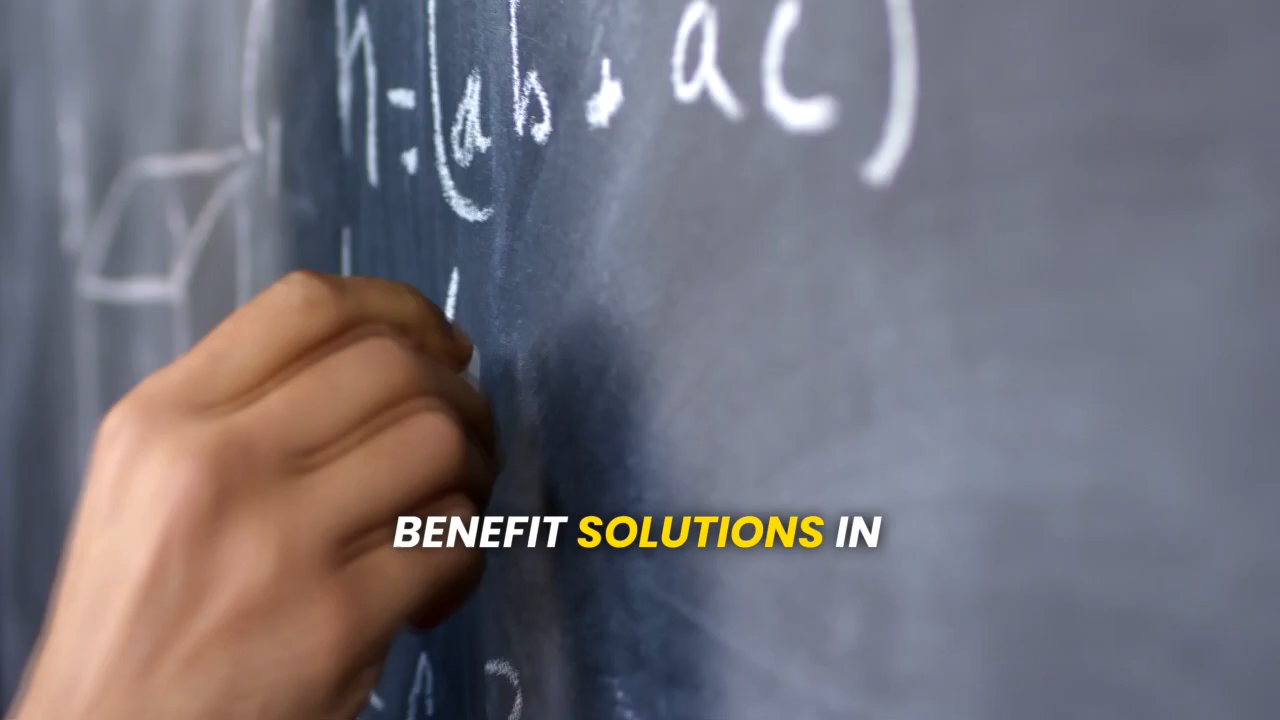 h=(ab, ac)
BENEFIT SOLUTIONS IN